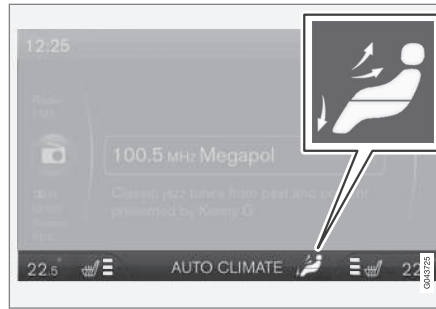 12:25
Radio
100.5 MHz Megapol
Classic jazz tunes from past and present
presented by Kenny G
22.5°
AUTO CLIMATE
22
G043725